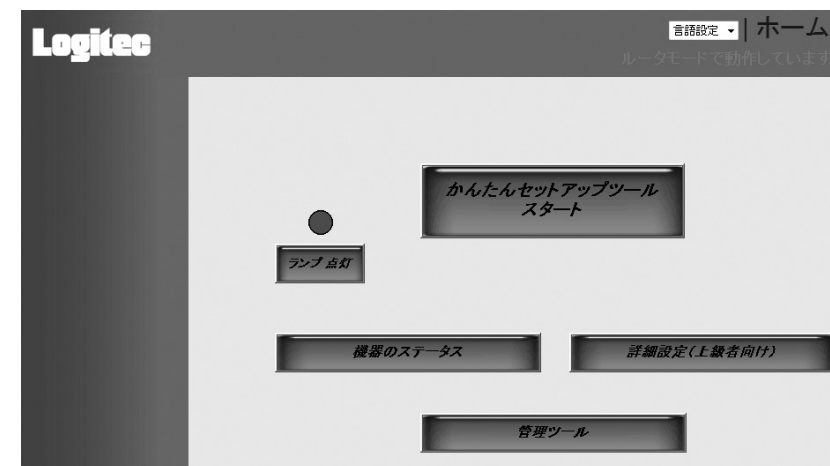 Logitec
言語設定 | ホーム
ルータモードで動作しています
かんたんセットアップツール
スタート
ランプ 点灯
機器のステータス
詳細設定(上級者向け)
管理ツール